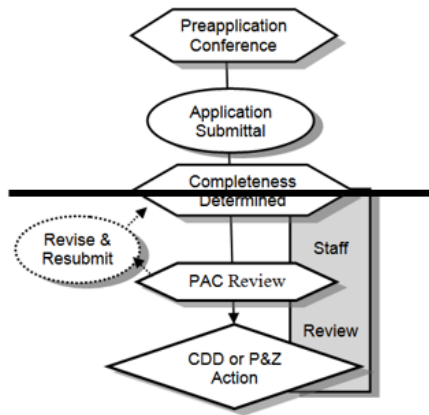 Preapplication
Conference
Application
Submittal
Completeness
Determined
Revise &
Resubmit
Staff
PAC Review
Review
CDD or P&Z
Action